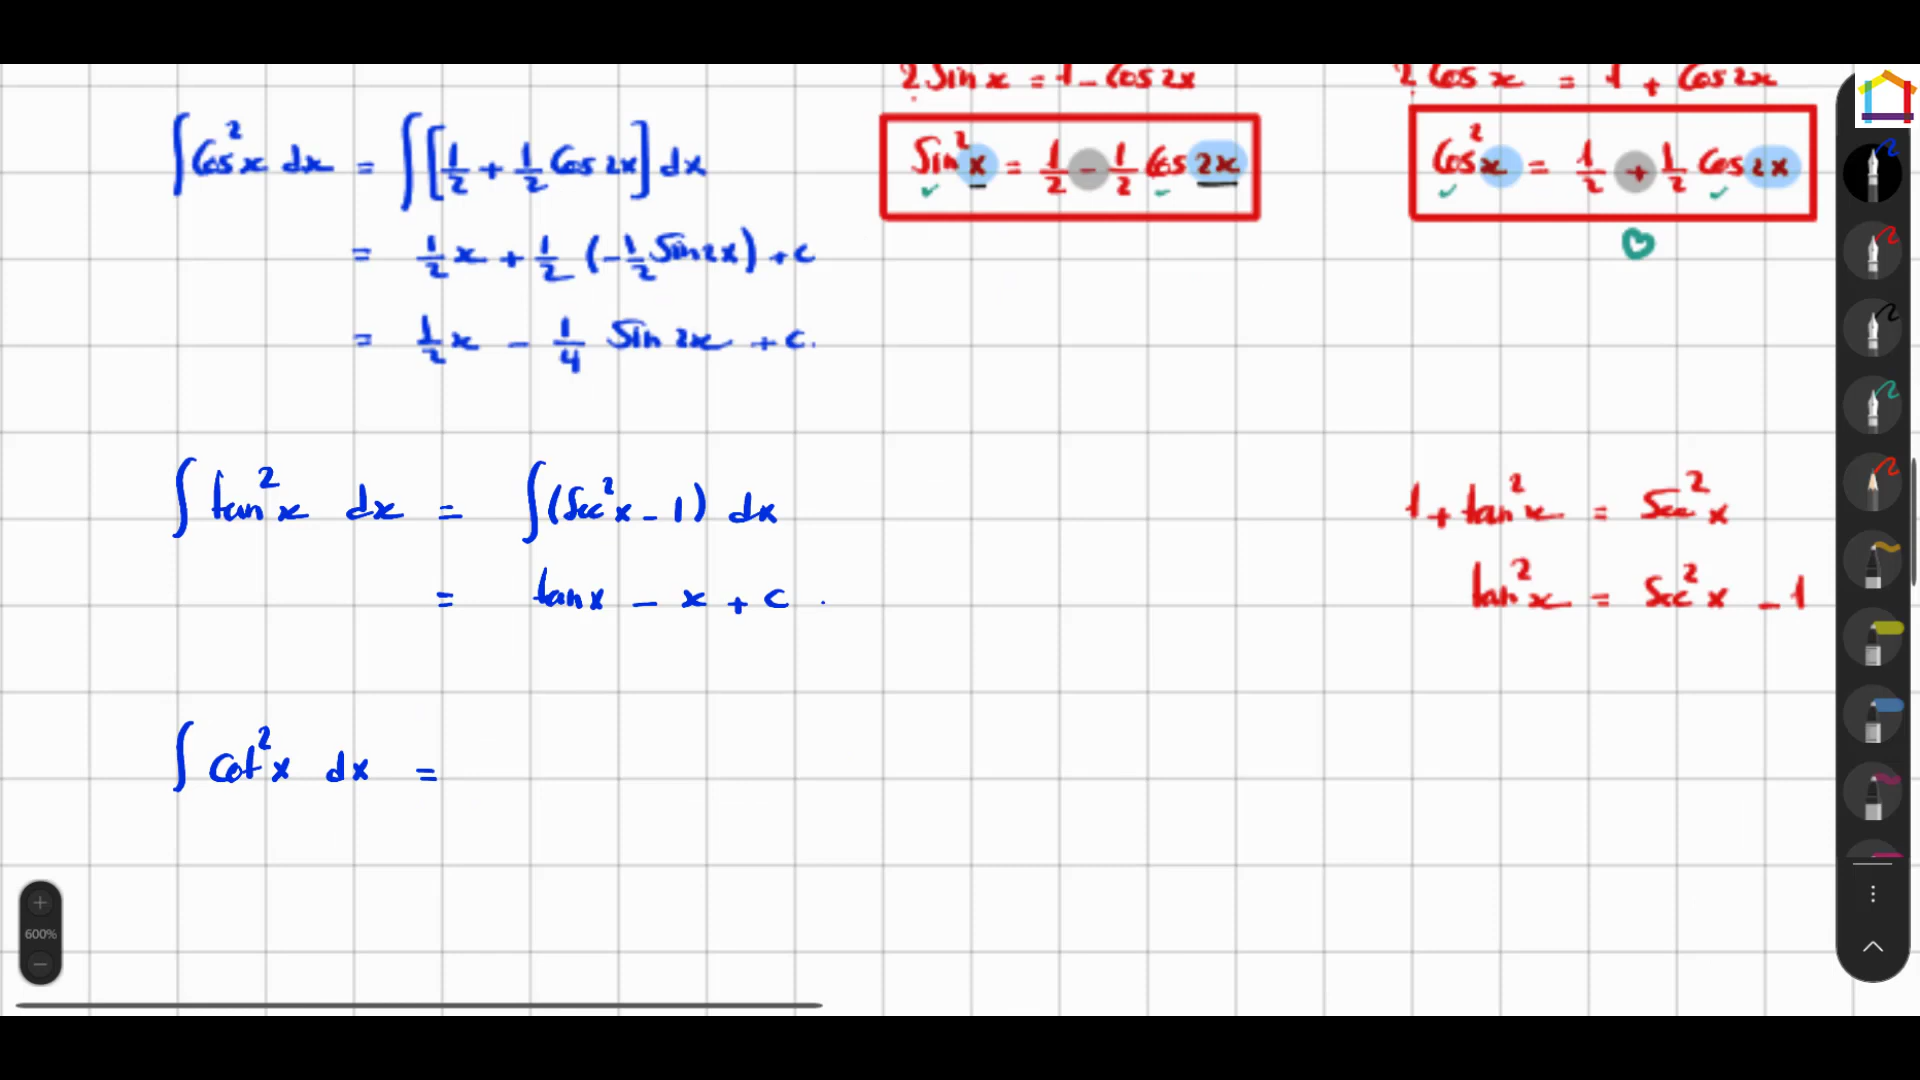 2 Sin x = 1 - Cos 2x
2 Cos x = 1 + Cos 2x
∫ Cos²x dx = ∫ [1/2 + 1/2 Cos 2x] dx
Sin²x = 1/2 - 1/2 Cos 2x
Cos²x = 1/2 + 1/2 Cos 2x
= 1/2 x + 1/2 (-1/2 Sin 2x) + c
= 1/2 x - 1/4 Sin 2x + c.
∫ tan²x dx = ∫ (Sec²x - 1) dx
1 + tan²x = Sec²x
= tan x - x + c .
tan²x = Sec²x - 1
∫ Cot²x dx =
600%